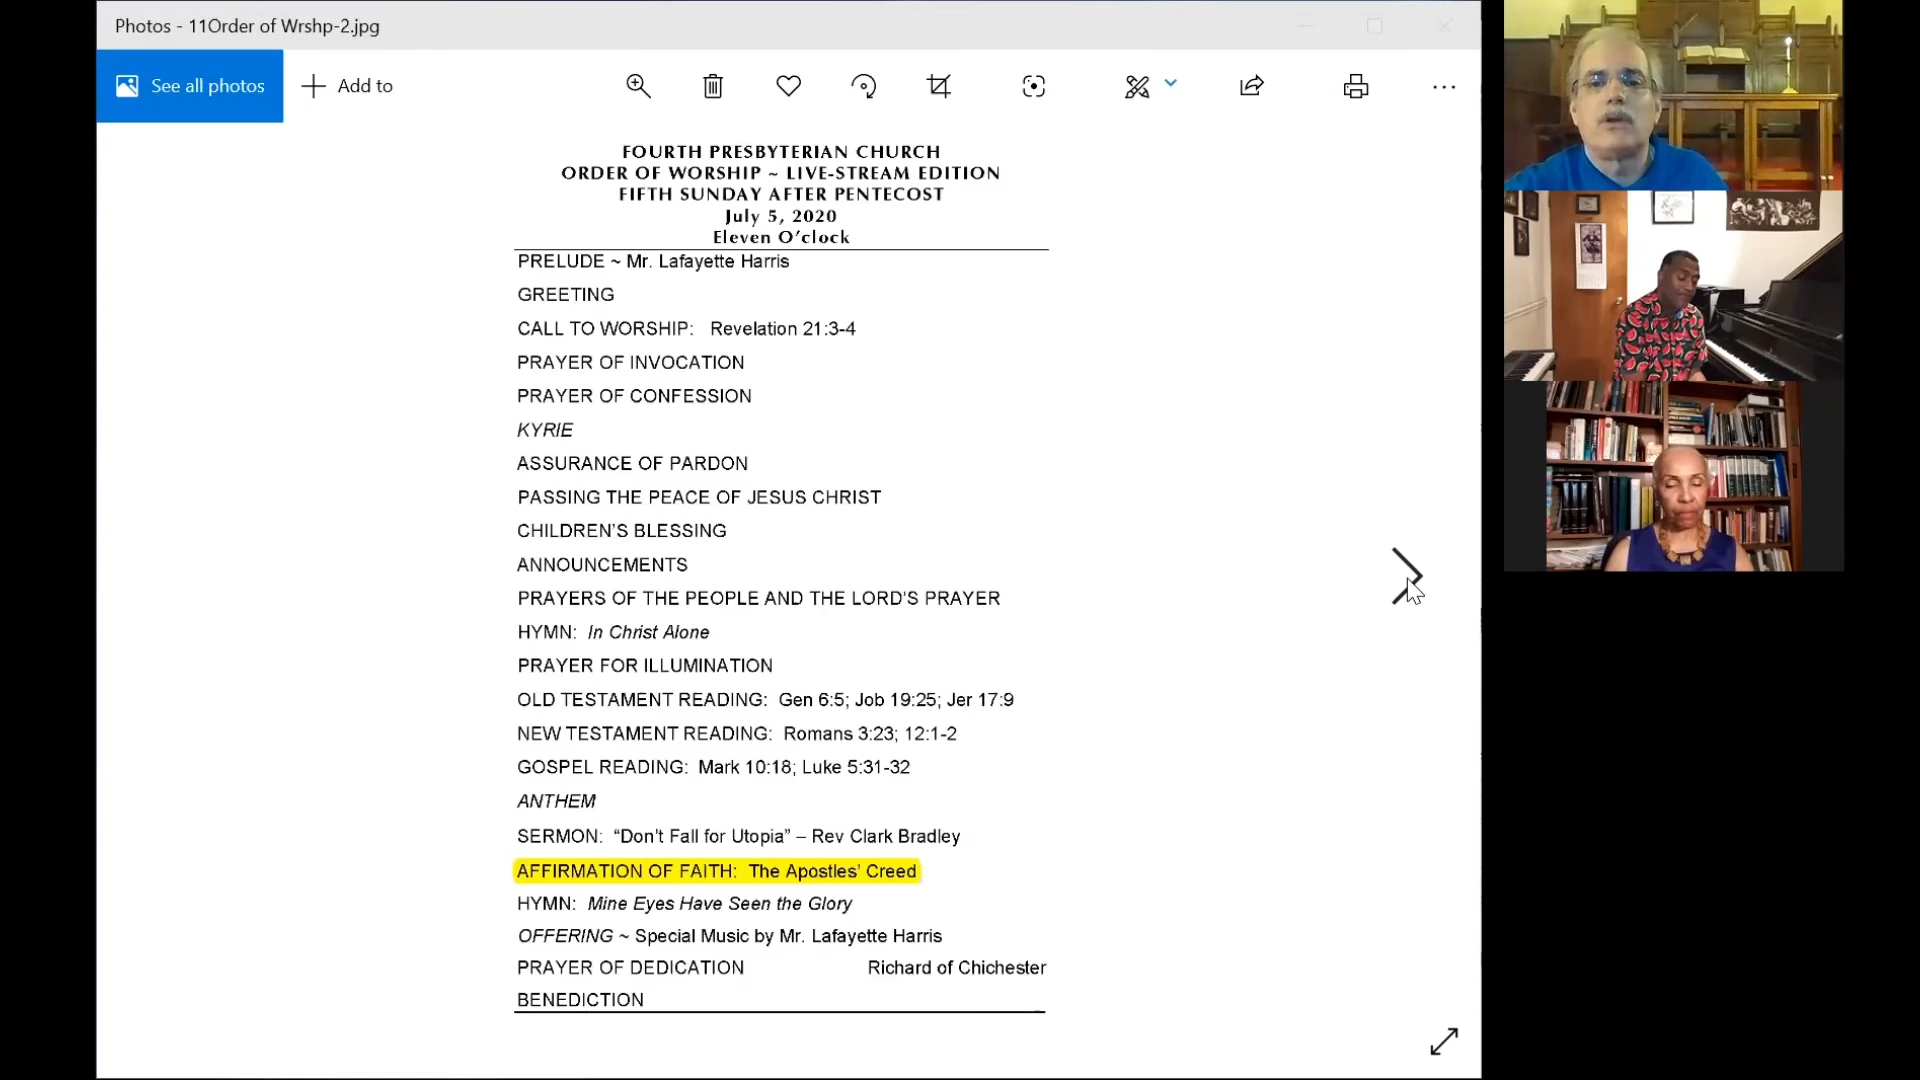 Photos - 11Order of Wrshp-2.jpg
See all photos
Add to
FOURTH PRESBYTERIAN CHURCH
ORDER OF WORSHIP ~ LIVE-STREAM EDITION
FIFTH SUNDAY AFTER PENTECOST
July 5, 2020
Eleven O’clock
PRELUDE ~ Mr. Lafayette Harris
GREETING
CALL TO WORSHIP: Revelation 21:3-4
PRAYER OF INVOCATION
PRAYER OF CONFESSION
KYRIE
ASSURANCE OF PARDON
PASSING THE PEACE OF JESUS CHRIST
CHILDREN’S BLESSING
ANNOUNCEMENTS
PRAYERS OF THE PEOPLE AND THE LORD’S PRAYER
HYMN: In Christ Alone
PRAYER FOR ILLUMINATION
OLD TESTAMENT READING: Gen 6:5; Job 19:25; Jer 17:9
NEW TESTAMENT READING: Romans 3:23; 12:1-2
GOSPEL READING: Mark 10:18; Luke 5:31-32
ANTHEM
SERMON: “Don’t Fall for Utopia” – Rev Clark Bradley
AFFIRMATION OF FAITH: The Apostles’ Creed
HYMN: Mine Eyes Have Seen the Glory
OFFERING ~ Special Music by Mr. Lafayette Harris
PRAYER OF DEDICATION Richard of Chichester
BENEDICTION